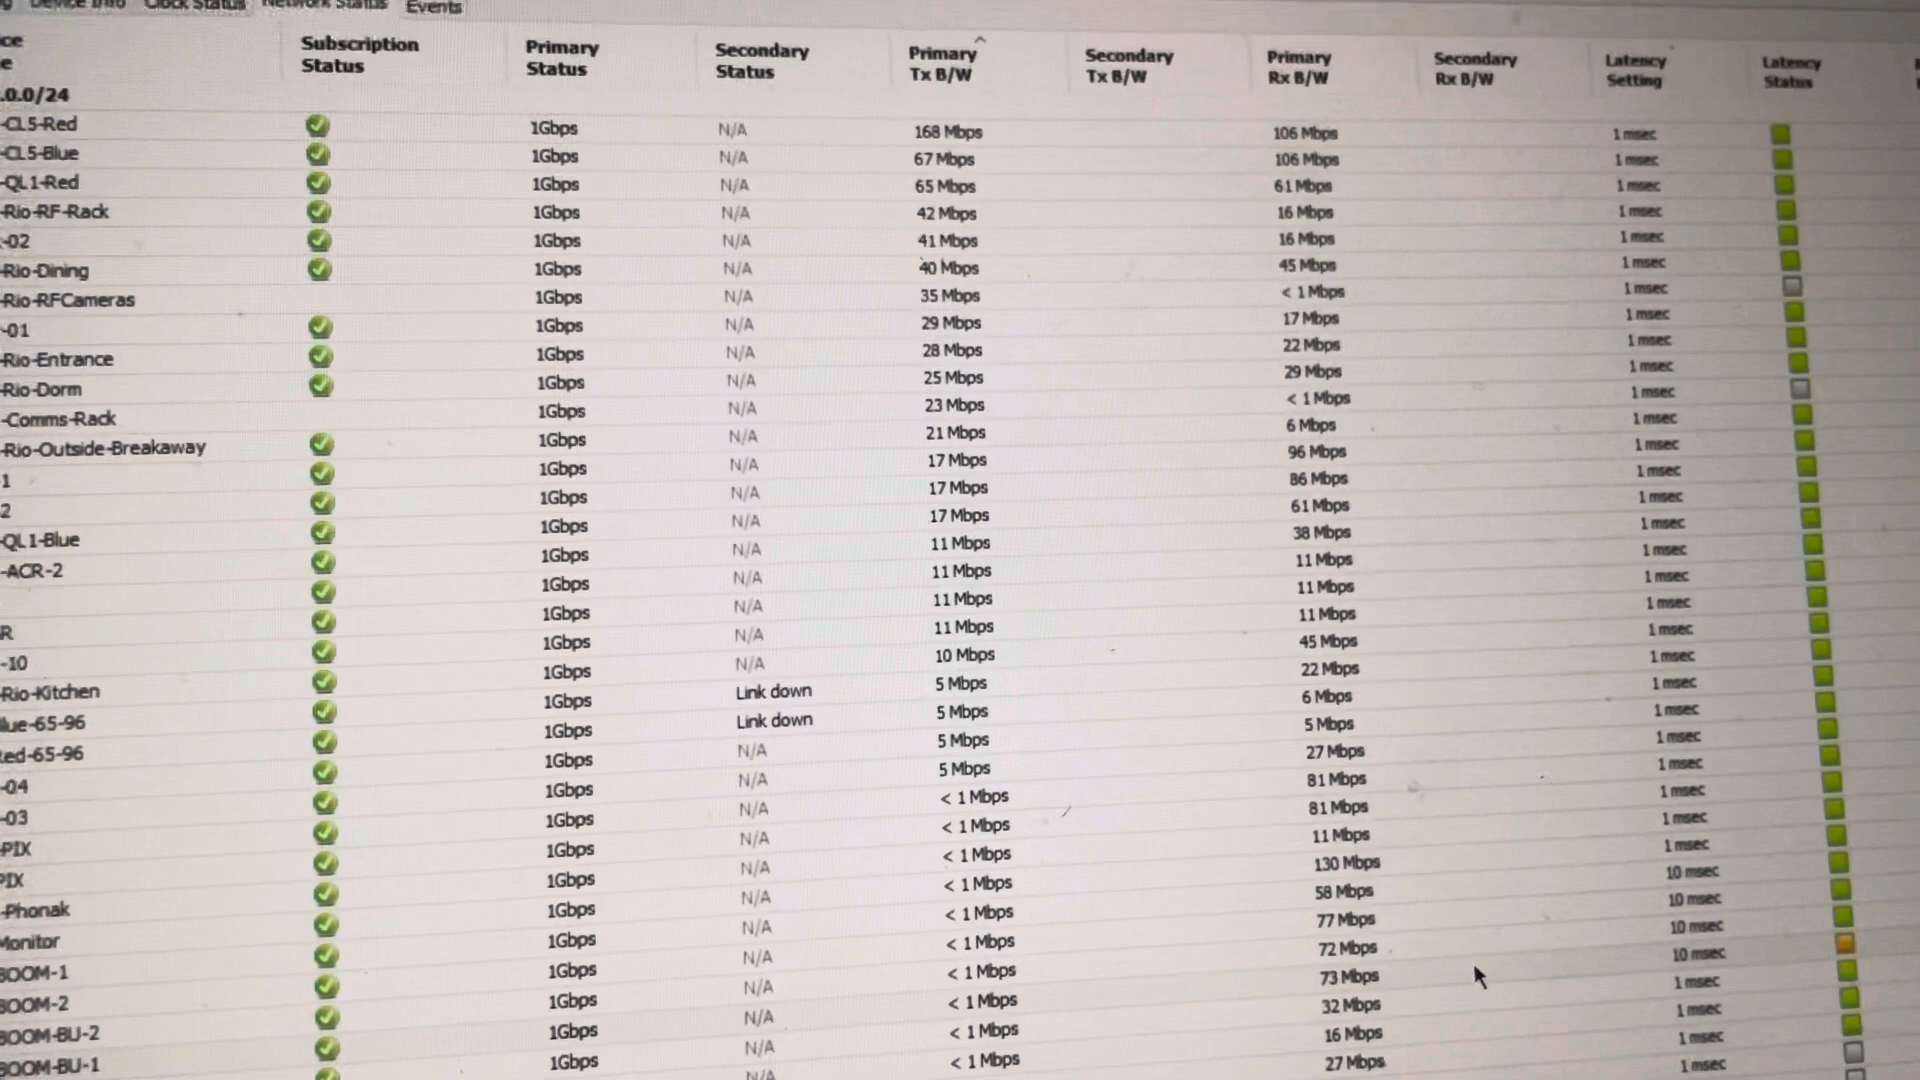 Device Info Clock Status Network Status Events
ce
e Subscription Status Primary Status Secondary Status Primary Tx B/W Secondary Tx B/W Primary Rx B/W Secondary Rx B/W Latency Setting Latency Status
.0.0/24
-CL5-Red 1Gbps N/A 168 Mbps 106 Mbps 1 msec
-CL5-Blue 1Gbps N/A 67 Mbps 106 Mbps 1 msec
-QL1-Red 1Gbps N/A 65 Mbps 61 Mbps 1 msec
-Rio-RF-Rack 1Gbps N/A 42 Mbps 16 Mbps 1 msec
-02 1Gbps N/A 41 Mbps 16 Mbps 1 msec
-Rio-Dining 1Gbps N/A 40 Mbps 45 Mbps 1 msec
-Rio-RFCameras 1Gbps N/A 35 Mbps < 1 Mbps 1 msec
-01 1Gbps N/A 29 Mbps 17 Mbps 1 msec
-Rio-Entrance 1Gbps N/A 28 Mbps 22 Mbps 1 msec
-Rio-Dorm 1Gbps N/A 25 Mbps 29 Mbps 1 msec
-Comms-Rack 1Gbps N/A 23 Mbps < 1 Mbps 1 msec
-Rio-Outside-Breakaway 1Gbps N/A 21 Mbps 6 Mbps 1 msec
1 1Gbps N/A 17 Mbps 96 Mbps 1 msec
2 1Gbps N/A 17 Mbps 86 Mbps 1 msec
-QL1-Blue 1Gbps N/A 17 Mbps 61 Mbps 1 msec
-ACR-2 1Gbps N/A 11 Mbps 38 Mbps 1 msec
1Gbps N/A 11 Mbps 11 Mbps 1 msec
R 1Gbps N/A 11 Mbps 11 Mbps 1 msec
-10 1Gbps N/A 11 Mbps 11 Mbps 1 msec
-Rio-Kitchen 1Gbps N/A 10 Mbps 45 Mbps 1 msec
lue-65-96 1Gbps Link down 5 Mbps 22 Mbps 1 msec
ed-65-96 1Gbps Link down 5 Mbps 6 Mbps 1 msec
-04 1Gbps N/A 5 Mbps 5 Mbps 1 msec
-03 1Gbps N/A 5 Mbps 27 Mbps 1 msec
-PIX 1Gbps N/A < 1 Mbps 81 Mbps 1 msec
PIX 1Gbps N/A < 1 Mbps 81 Mbps 1 msec
-Phonak 1Gbps N/A < 1 Mbps 11 Mbps 1 msec
Monitor 1Gbps N/A < 1 Mbps 130 Mbps 1 msec
BOOM-1 1Gbps N/A < 1 Mbps 58 Mbps 10 msec
BOOM-2 1Gbps N/A < 1 Mbps 77 Mbps 10 msec
BOOM-BU-2 1Gbps N/A < 1 Mbps 72 Mbps 10 msec
BOOM-BU-1 1Gbps N/A < 1 Mbps 73 Mbps 10 msec
1Gbps N/A < 1 Mbps 32 Mbps 1 msec
N/A < 1 Mbps 16 Mbps 1 msec
27 Mbps 1 msec
1 msec